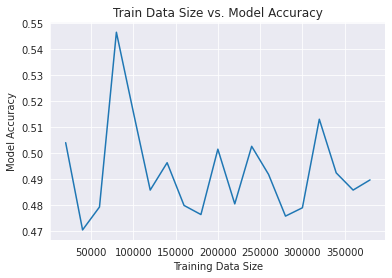 Train Data Size vs. Model Accuracy
0.55
0.54
0.53
0.52
0.51
0.50
0.49
0.48
0.47
Model Accuracy
50000 100000 150000 200000 250000 300000 350000
Training Data Size